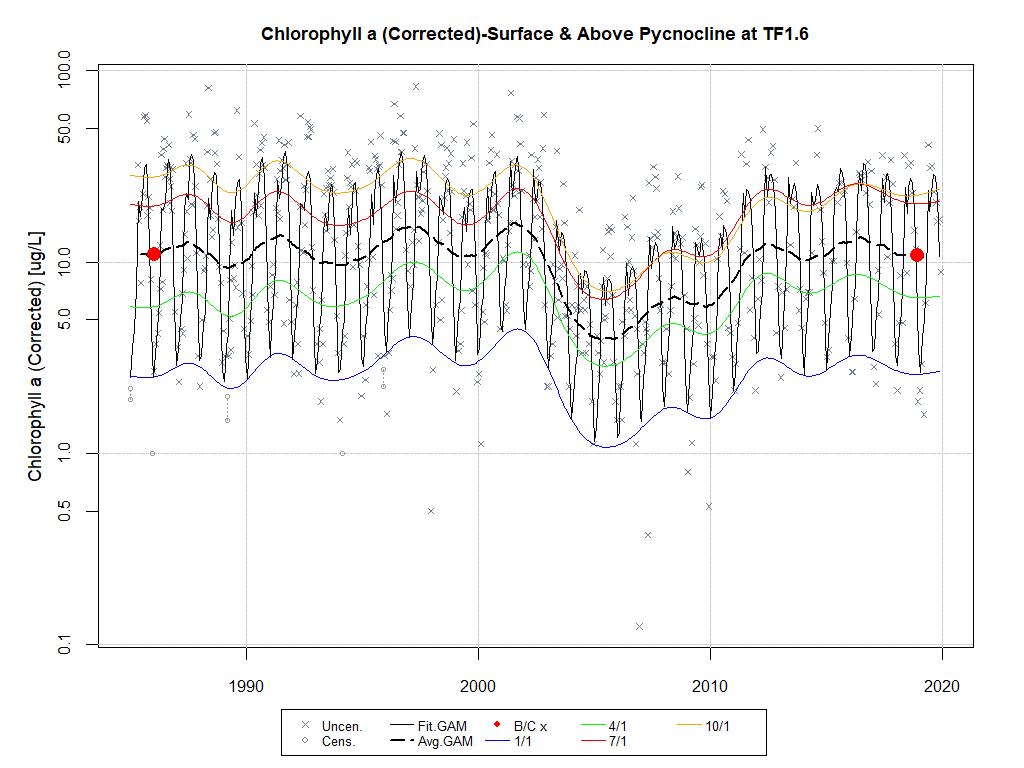 Chlorophyll a (Corrected)-Surface & Above Pycnocline at TF1.6
Chlorophyll a (Corrected) [ug/L]
100.0
50.0
10.0
5.0
1.0
0.5
0.1
1990 2000 2010 2020
Uncen. Fit.GAM B/C x 4/1 10/1
Cens. Avg.GAM 1/1 7/1